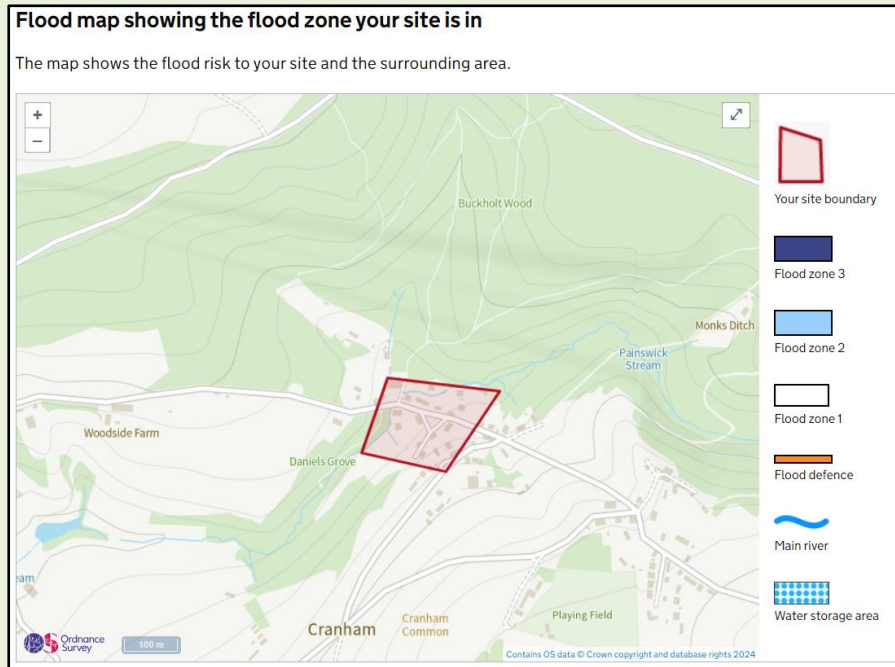 Flood map showing the flood zone your site is in
The map shows the flood risk to your site and the surrounding area.
+
−
Buckholt Wood
Monks Ditch
Painswick
Stream
Woodside Farm
Daniels Grove
eam
Cranham
Cranham
Common
Playing Field
Ordnance
Survey
100 m
Contains OS data © Crown copyright and database rights 2024
Your site boundary
Flood zone 3
Flood zone 2
Flood zone 1
Flood defence
Main river
Water storage area